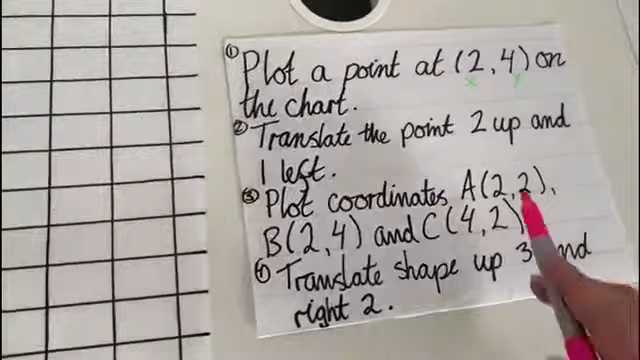 ① Plot a point at (2,4) on
the chart.
② Translate the point 2 up and
1 left.
③ Plot coordinates A(2,2),
B(2,4) and C(4,2)
④ Translate shape up 3
right 2.